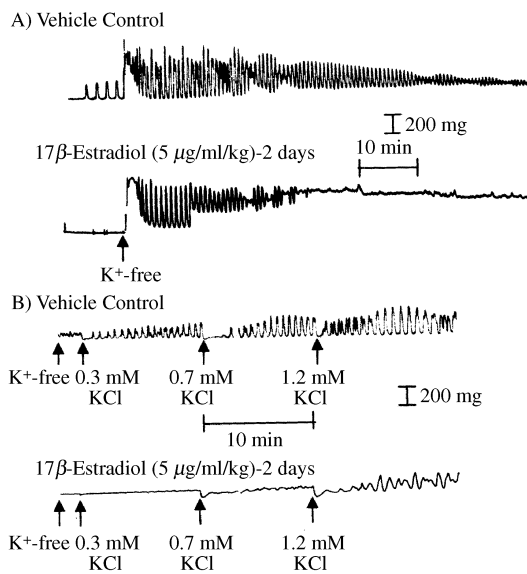 A) Vehicle Control
200 mg
17β-Estradiol (5 μg/ml/kg)-2 days
10 min
K⁺-free
B) Vehicle Control
K⁺-free 0.3 mM 0.7 mM 1.2 mM
KCl KCl KCl
200 mg
10 min
17β-Estradiol (5 μg/ml/kg)-2 days
K⁺-free 0.3 mM 0.7 mM 1.2 mM
KCl KCl KCl